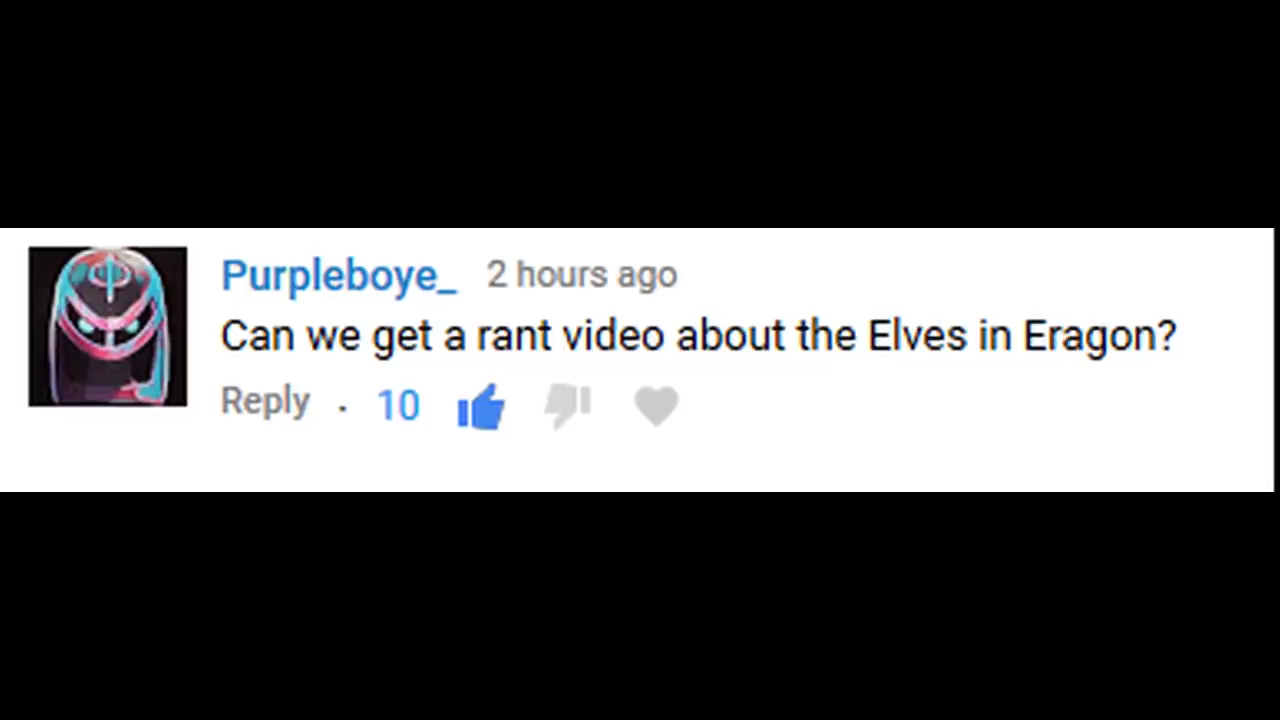 Purpleboye_ 2 hours ago
Can we get a rant video about the Elves in Eragon?
Reply · 10